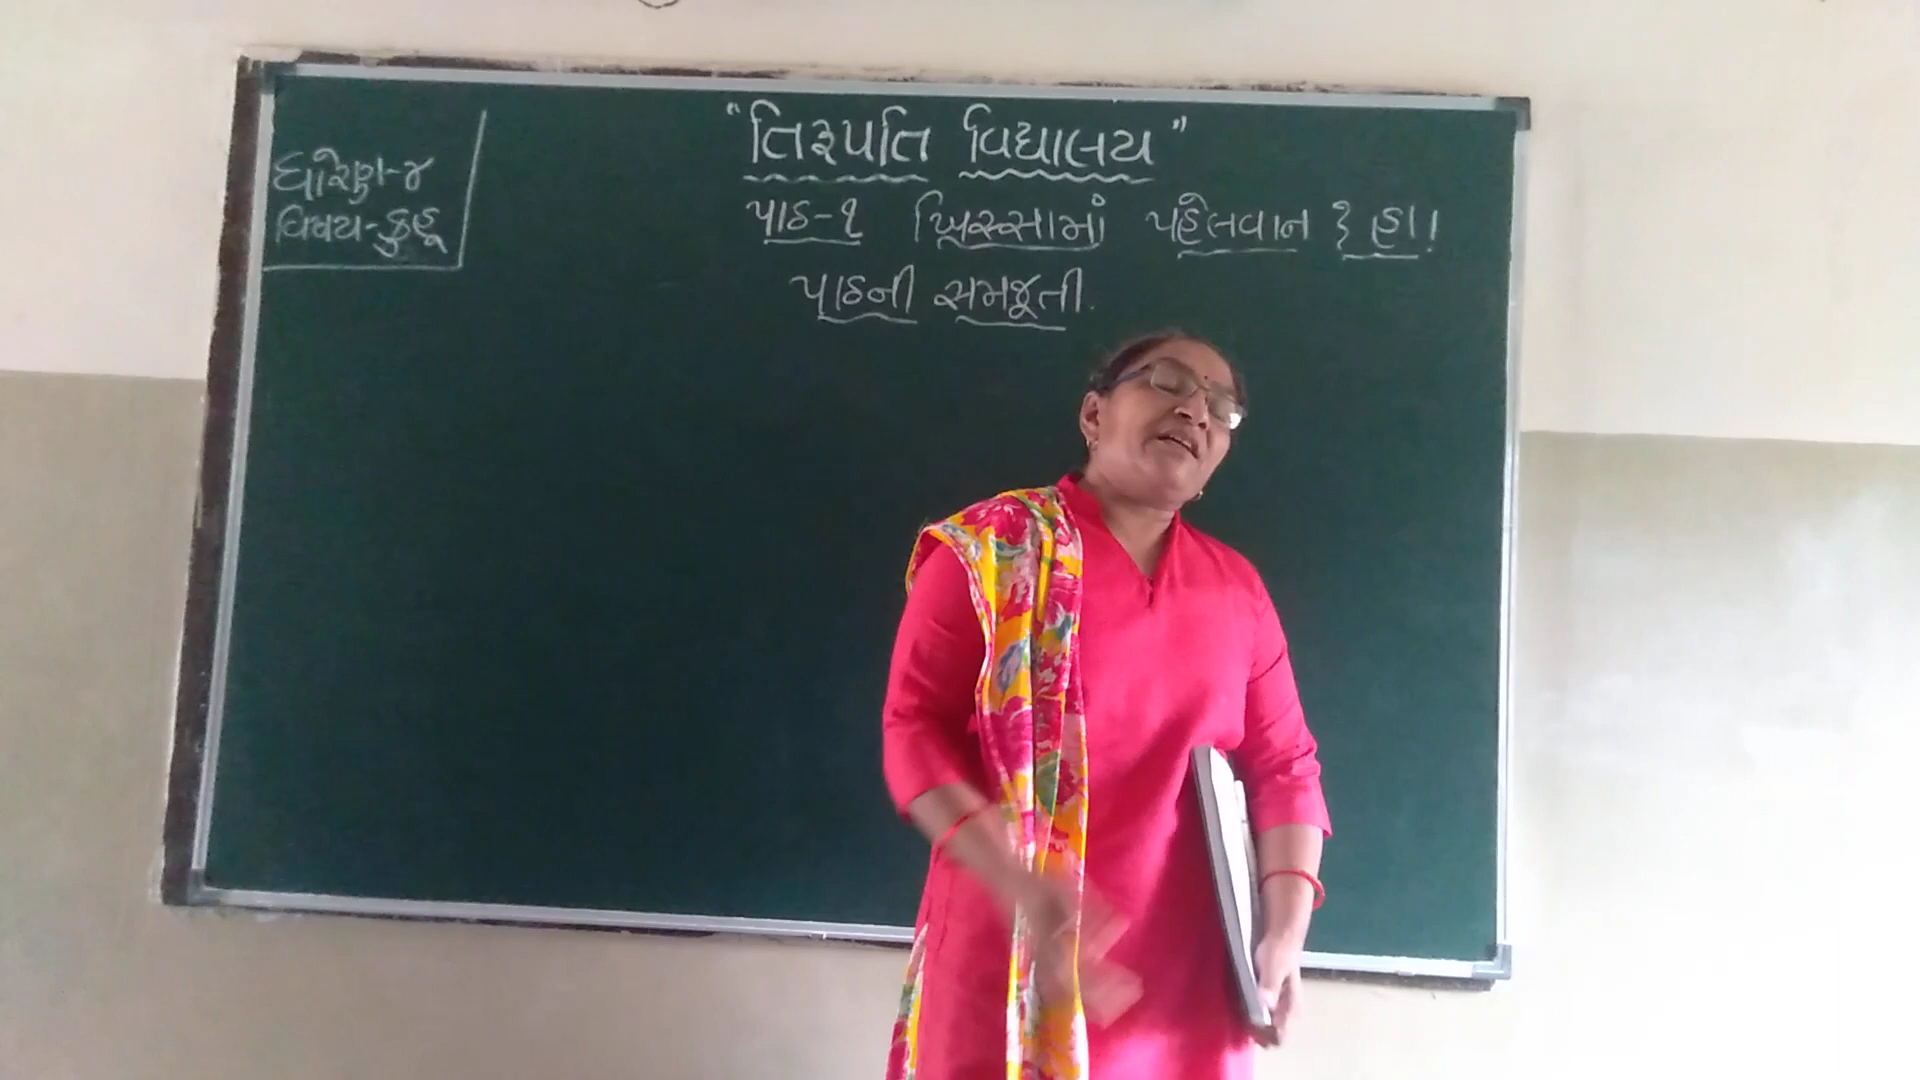 "તિરુપતિ વિદ્યાલય"
ધોરણ-૪
વિષય-કુહૂ
પાઠ-૧ ખિસ્સામાં પહેલવાન હા!
પાઠની સમજૂતી.